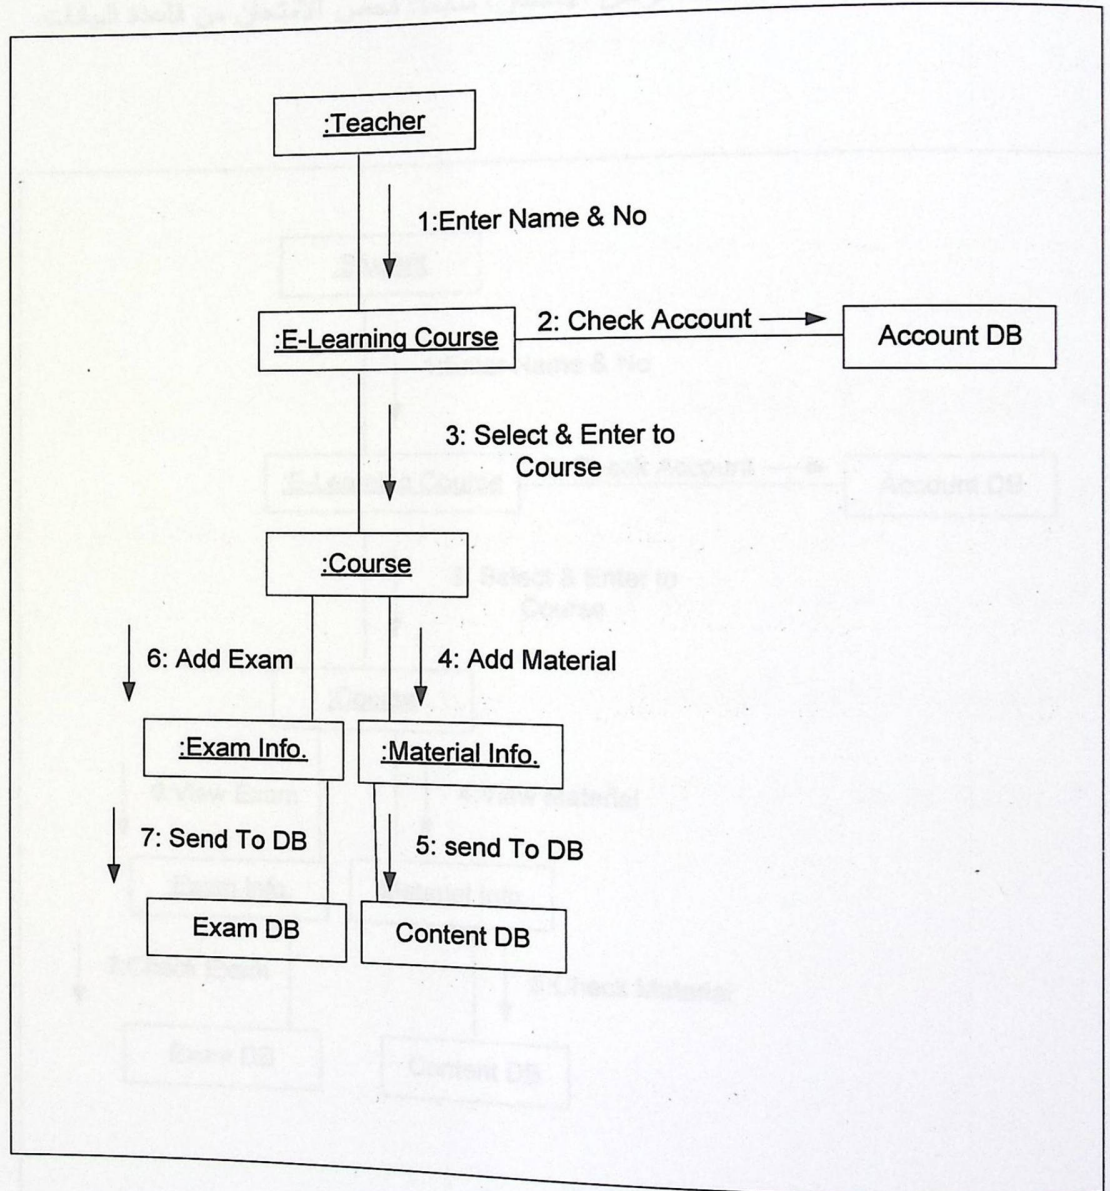 :Teacher
1:Enter Name & No
:E-Learning Course
2: Check Account
Account DB
3: Select & Enter to
Course
:Course
6: Add Exam
4: Add Material
:Exam Info.
:Material Info.
7: Send To DB
5: send To DB
Exam DB
Content DB